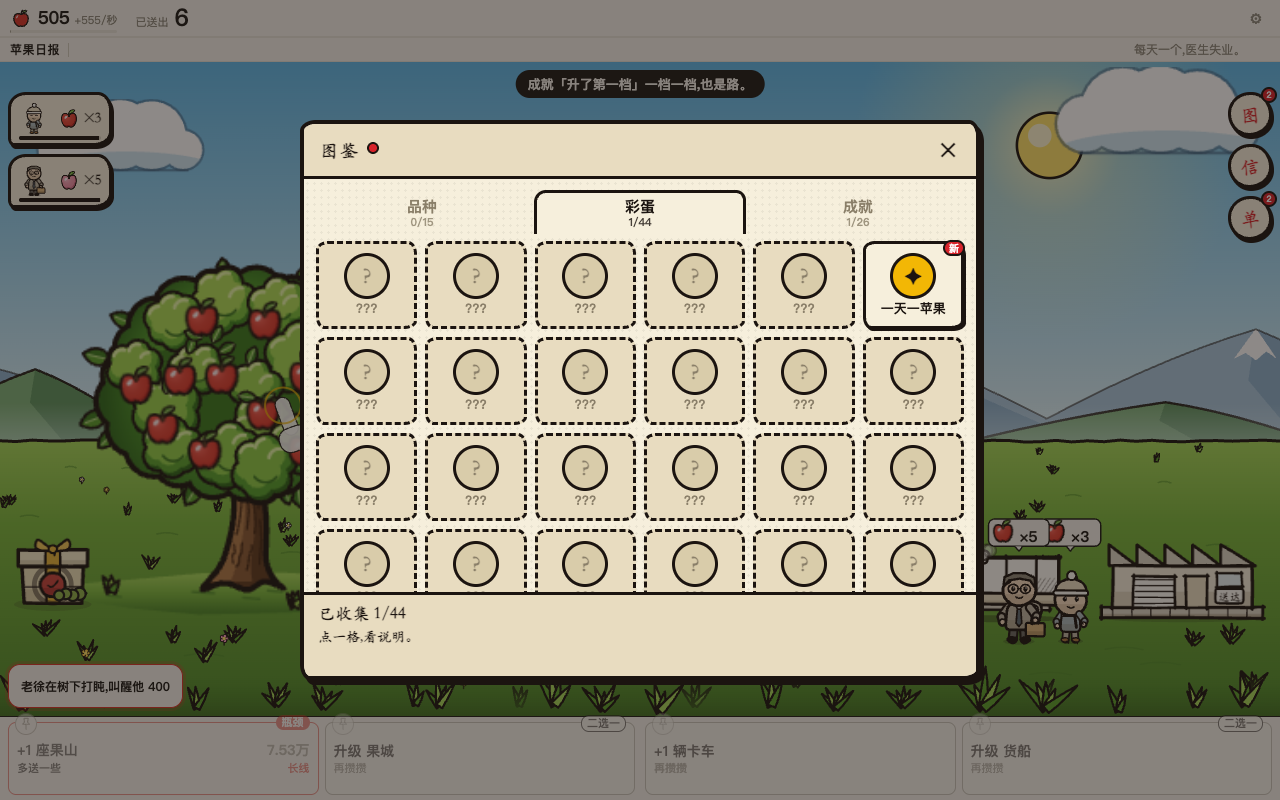 505 +555/秒 已送出 6
苹果日报 每天一个,医生失业。
成就「升了第一档」一档一档,也是路。
×3
×5
图 2
信
单 2
图鉴
品种
0/15
彩蛋
1/44
成就
1/26
? ? ? ? ? 新
??? ??? ??? ??? ??? 一天一苹果
? ? ? ? ? ?
??? ??? ??? ??? ??? ???
? ? ? ? ? ?
??? ??? ??? ??? ??? ???
? ? ? ? ? ?
已收集 1/44
点一格,看说明。
×5 ×3
送达
老徐在树下打盹,叫醒他 400
瓶颈
+1 座果山 7.53万
多送一些 长线
二选一
升级 果城
再攒攒
+1 辆卡车
再攒攒
二选一
升级 货船
再攒攒